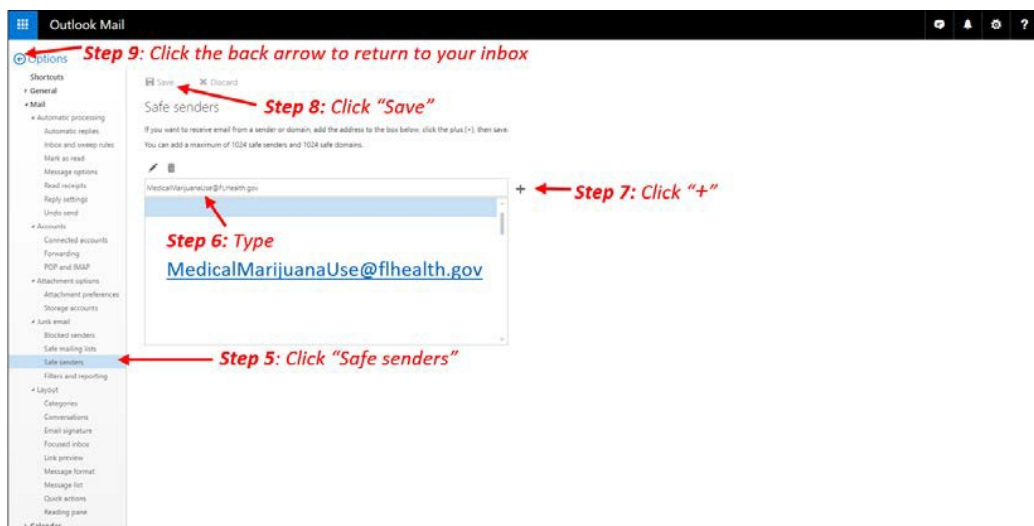 Outlook Mail
?
Step 9: Click the back arrow to return to your inbox
Options
Shortcuts
General
Mail
Automatic processing
Automatic replies
Inbox and sweep rules
Mark as read
Message options
Read receipts
Reply settings
Undo send
Accounts
Connected accounts
Forwarding
POP and IMAP
Attachment options
Attachment preferences
Storage accounts
Junk email
Blocked senders
Safe mailing lists
Safe senders
Filters and reporting
Layout
Categories
Conversations
Email signature
Focused inbox
Link preview
Message format
Message list
Quick actions
Reading pane
Calendar
Save
Discard
Step 8: Click “Save”
Safe senders
If you want to receive email from a sender or domain, add the address to the box below, click the plus (+), then save.
You can add a maximum of 1024 safe senders and 1024 safe domains.
MedicalMarijuanaUse@flhealth.gov
+
Step 7: Click “+”
Step 6: Type
MedicalMarijuanaUse@flhealth.gov
Step 5: Click “Safe senders”